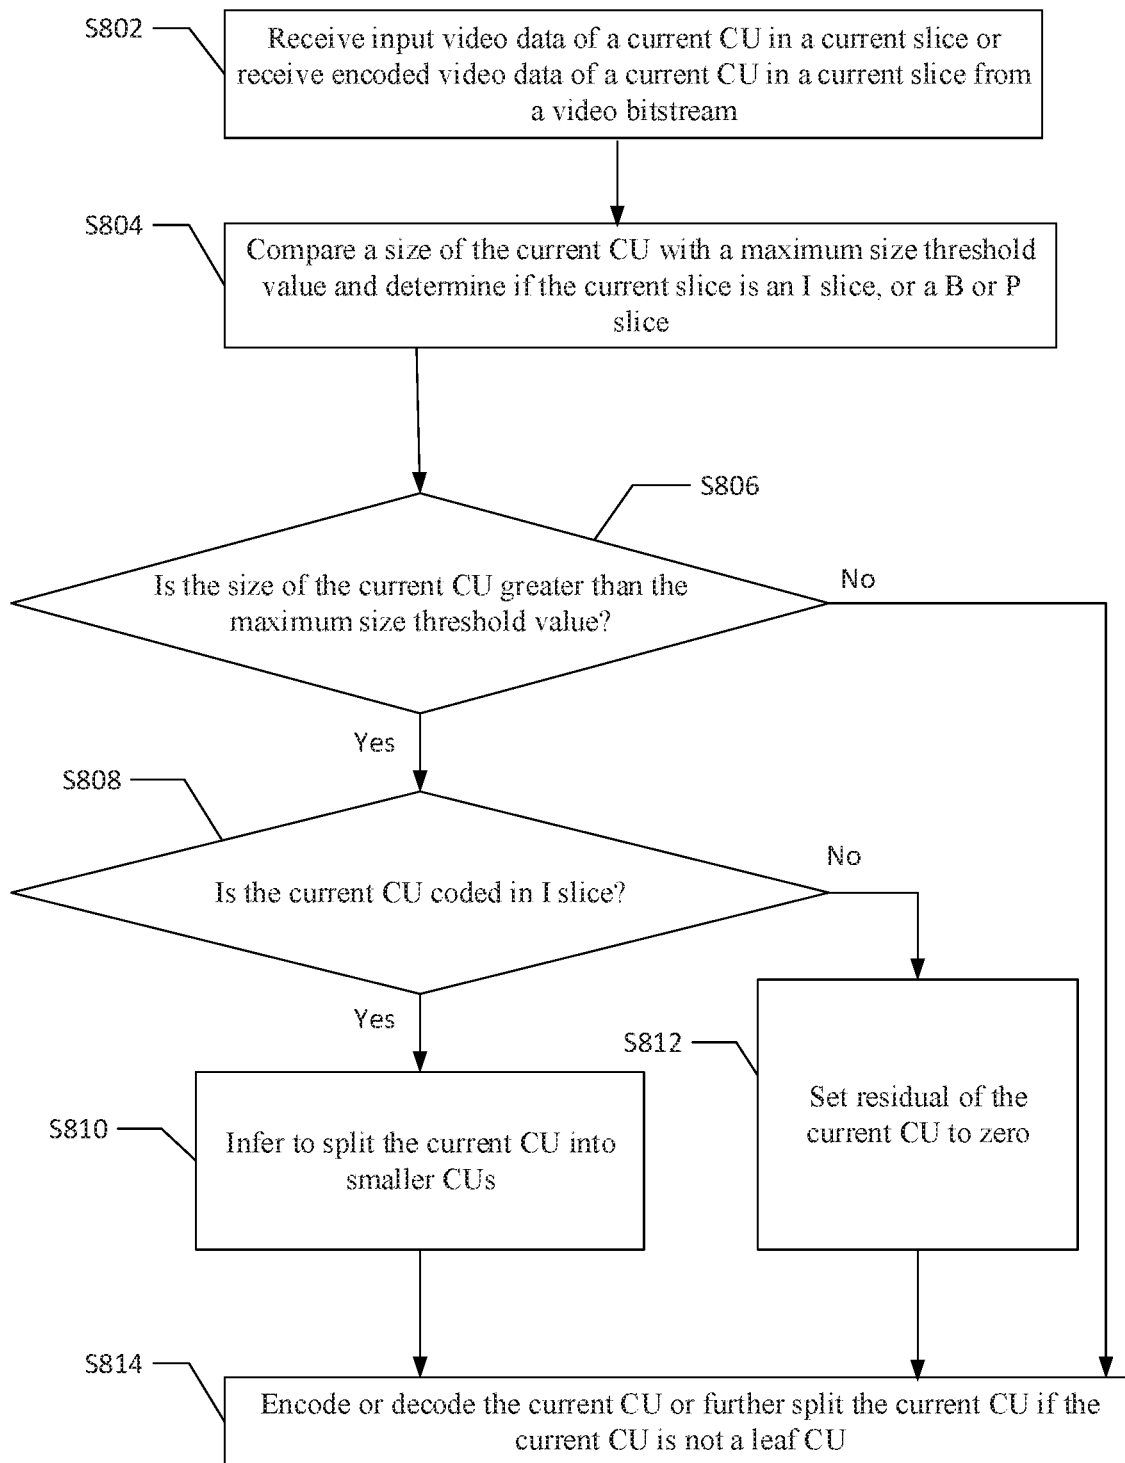 S802
Receive input video data of a current CU in a current slice or
receive encoded video data of a current CU in a current slice from
a video bitstream
S804
Compare a size of the current CU with a maximum size threshold
value and determine if the current slice is an I slice, or a B or P
slice
S806
Is the size of the current CU greater than the
maximum size threshold value?
No
Yes
S808
Is the current CU coded in I slice?
No
Yes
S812
Set residual of the
current CU to zero
S810
Infer to split the current CU into
smaller CUs
S814
Encode or decode the current CU or further split the current CU if the
current CU is not a leaf CU